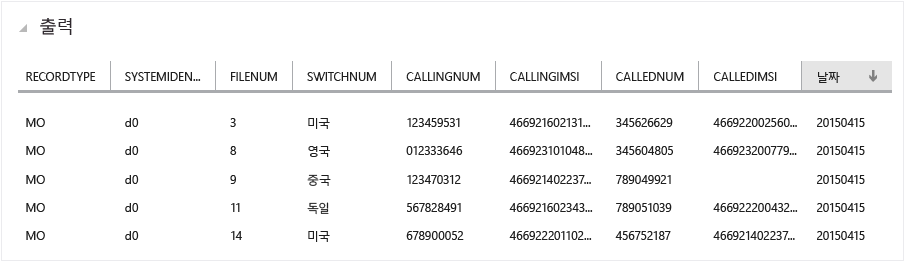 출력
RECORDTYPE SYSTEMIDEN... FILENUM SWITCHNUM CALLINGNUM CALLINGIMSI CALLEDNUM CALLEDIMSI 날짜
MO d0 3 미국 123459531 466921602131... 345626629 466922002560... 20150415
MO d0 8 영국 012333646 466923101048... 345604805 466923200779... 20150415
MO d0 9 중국 123470312 466921402237... 789049921 20150415
MO d0 11 독일 567828491 466921602343... 789051039 466922200432... 20150415
MO d0 14 미국 678900052 466922201102... 456752187 466921402237... 20150415